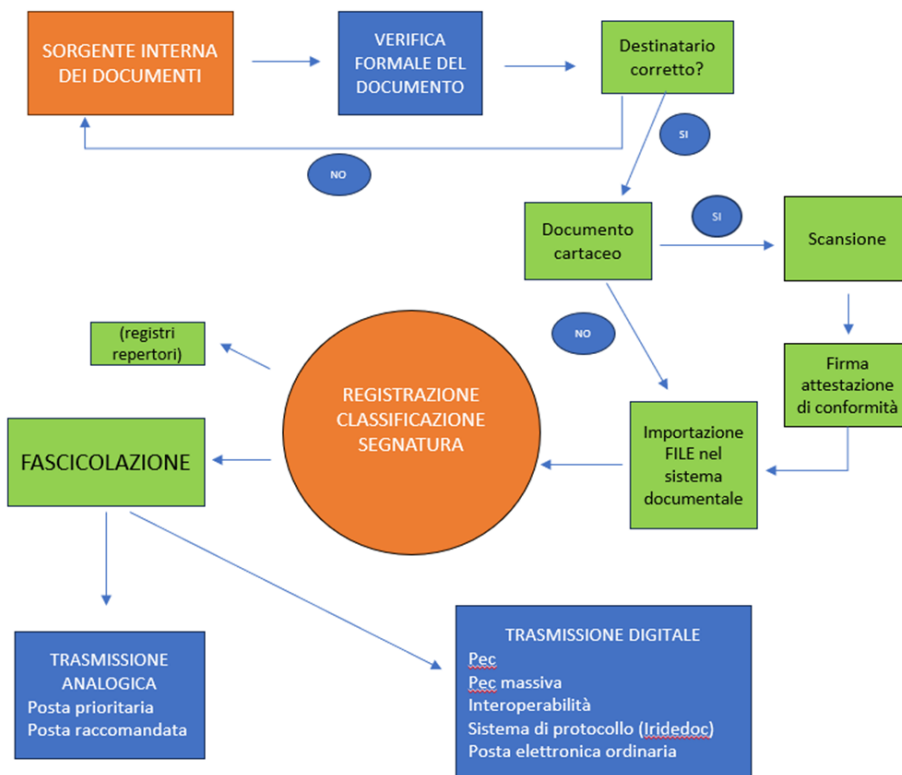 SORGENTE INTERNA
DEI DOCUMENTI
VERIFICA
FORMALE DEL
DOCUMENTO
Destinatario
corretto?
SI
NO
Documento
cartaceo
SI
Scansione
NO
(registri
repertori)
REGISTRAZIONE
CLASSIFICAZIONE
SEGNATURA
Firma
attestazione
di conformità
Importazione
FILE nel
sistema
documentale
FASCICOLAZIONE
TRASMISSIONE
ANALOGICA
Posta prioritaria
Posta raccomandata
TRASMISSIONE DIGITALE
Pec
Pec massiva
Interoperabilità
Sistema di protocollo (Iridedoc)
Posta elettronica ordinaria